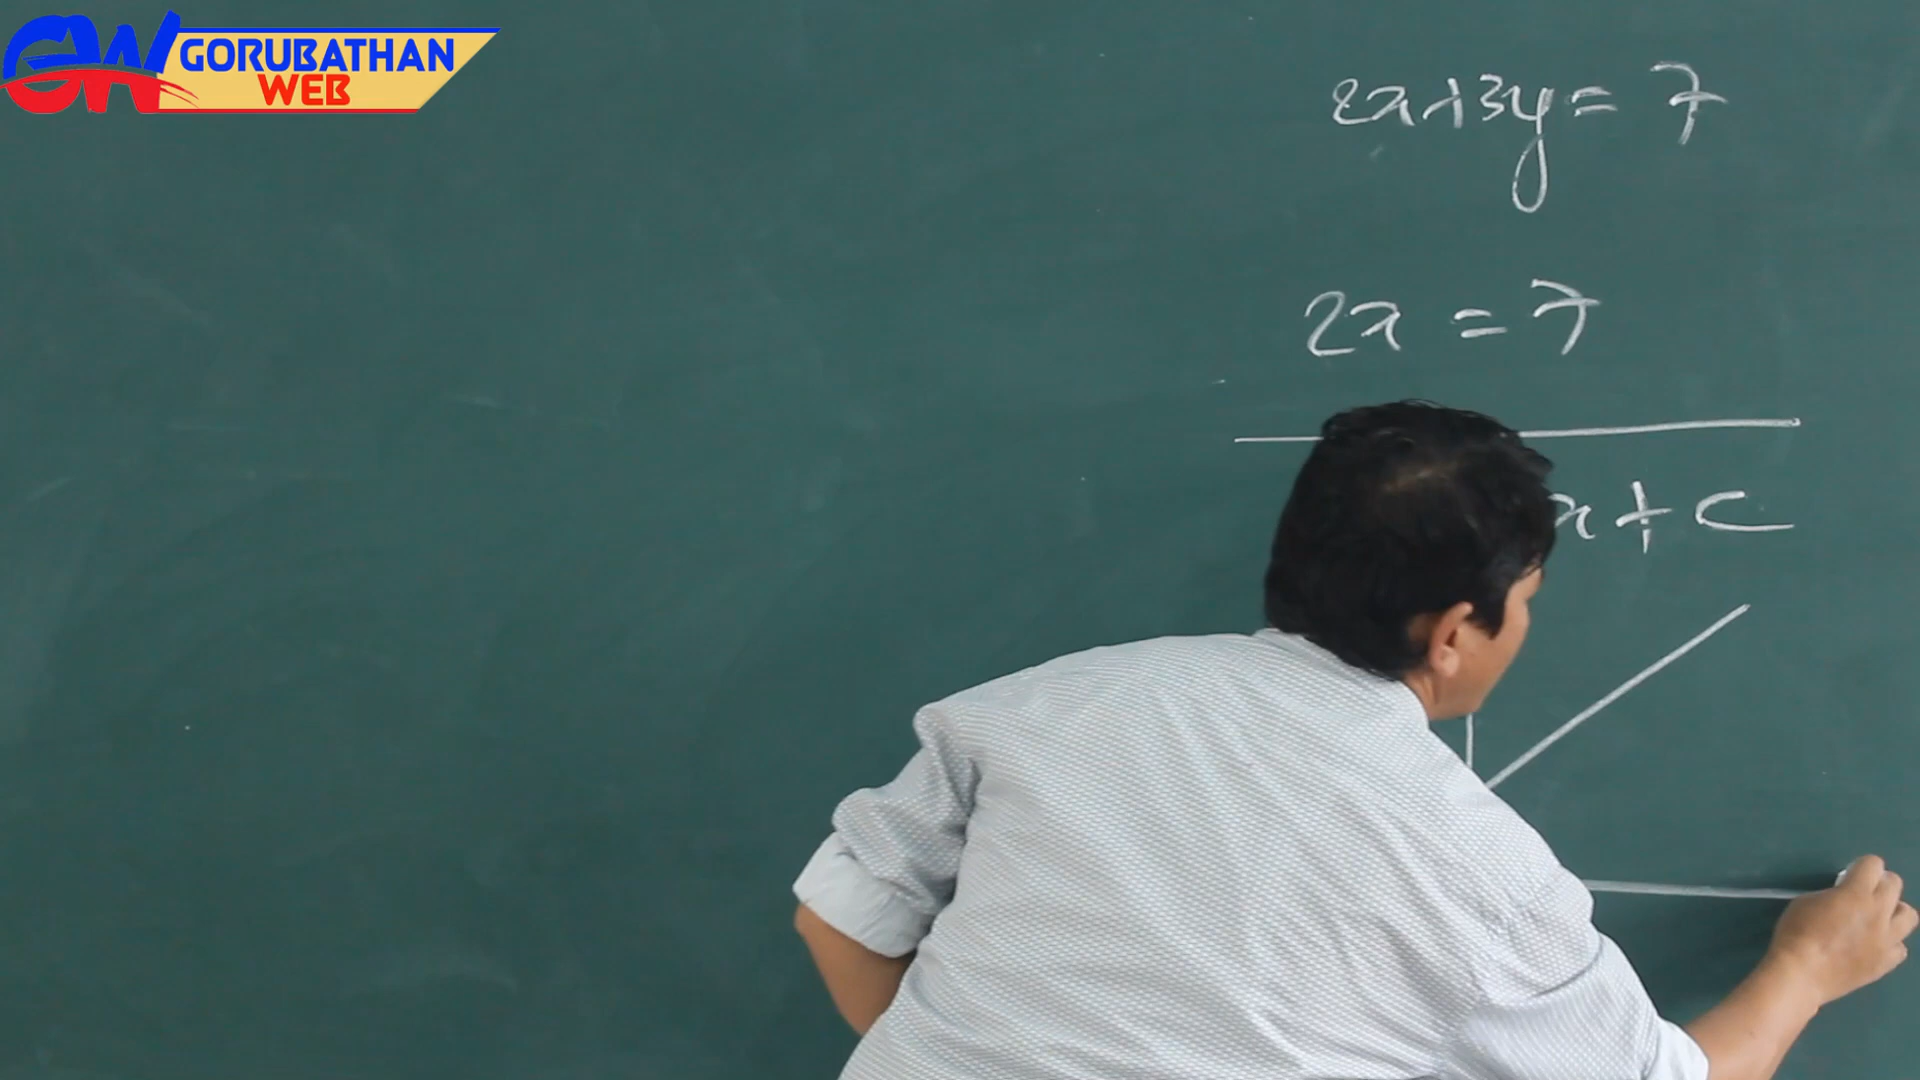 GORUBATHAN
WEB
2x+3y = 7
2x = 7
x + c